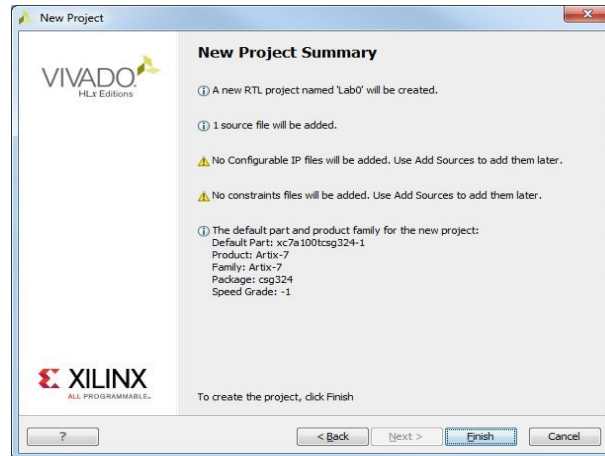 New Project
VIVADO
HLx Editions
New Project Summary
A new RTL project named 'Lab0' will be created.
1 source file will be added.
No Configurable IP files will be added. Use Add Sources to add them later.
No constraints files will be added. Use Add Sources to add them later.
The default part and product family for the new project:
Default Part: xc7a100tcsg324-1
Product: Artix-7
Family: Artix-7
Package: csg324
Speed Grade: -1
XILINX
ALL PROGRAMMABLE.
To create the project, click Finish
?
< Back
Next >
Finish
Cancel